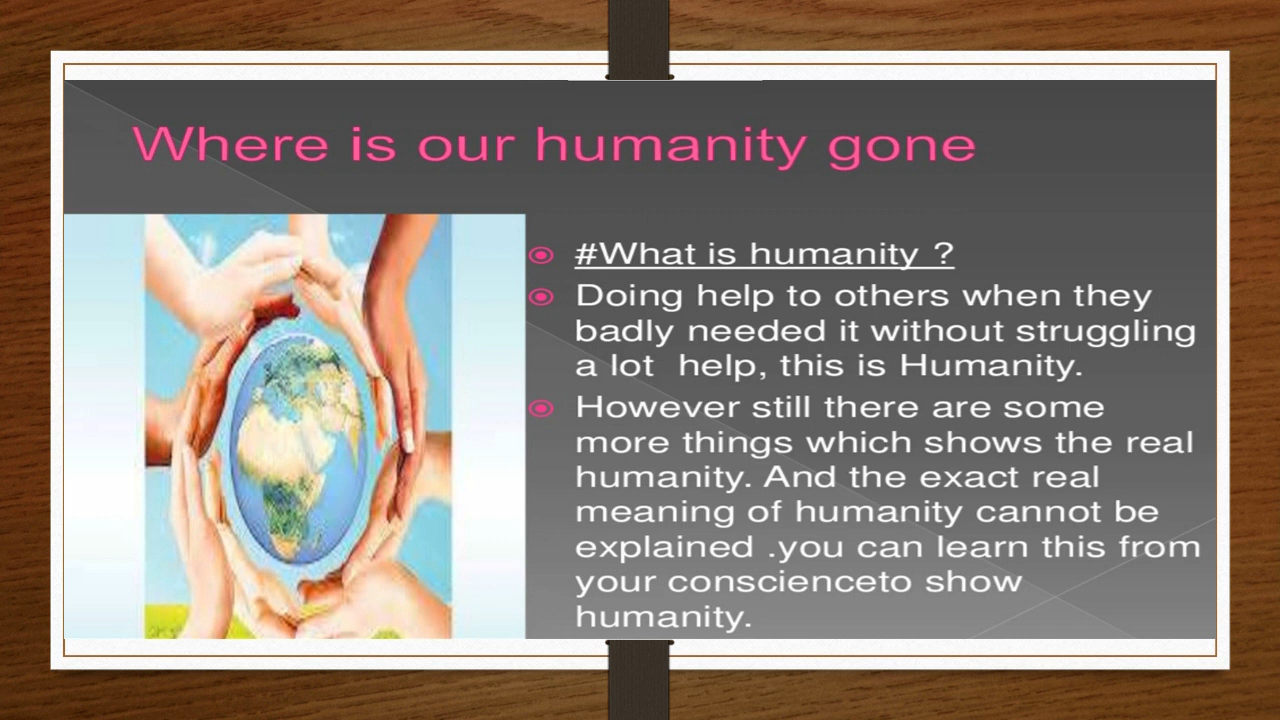 Where is our humanity gone
#What is humanity ?
Doing help to others when they
badly needed it without struggling
a lot  help, this is Humanity.
However still there are some
more things which shows the real
humanity. And the exact real
meaning of humanity cannot be
explained .you can learn this from
your conscienceto show
humanity.